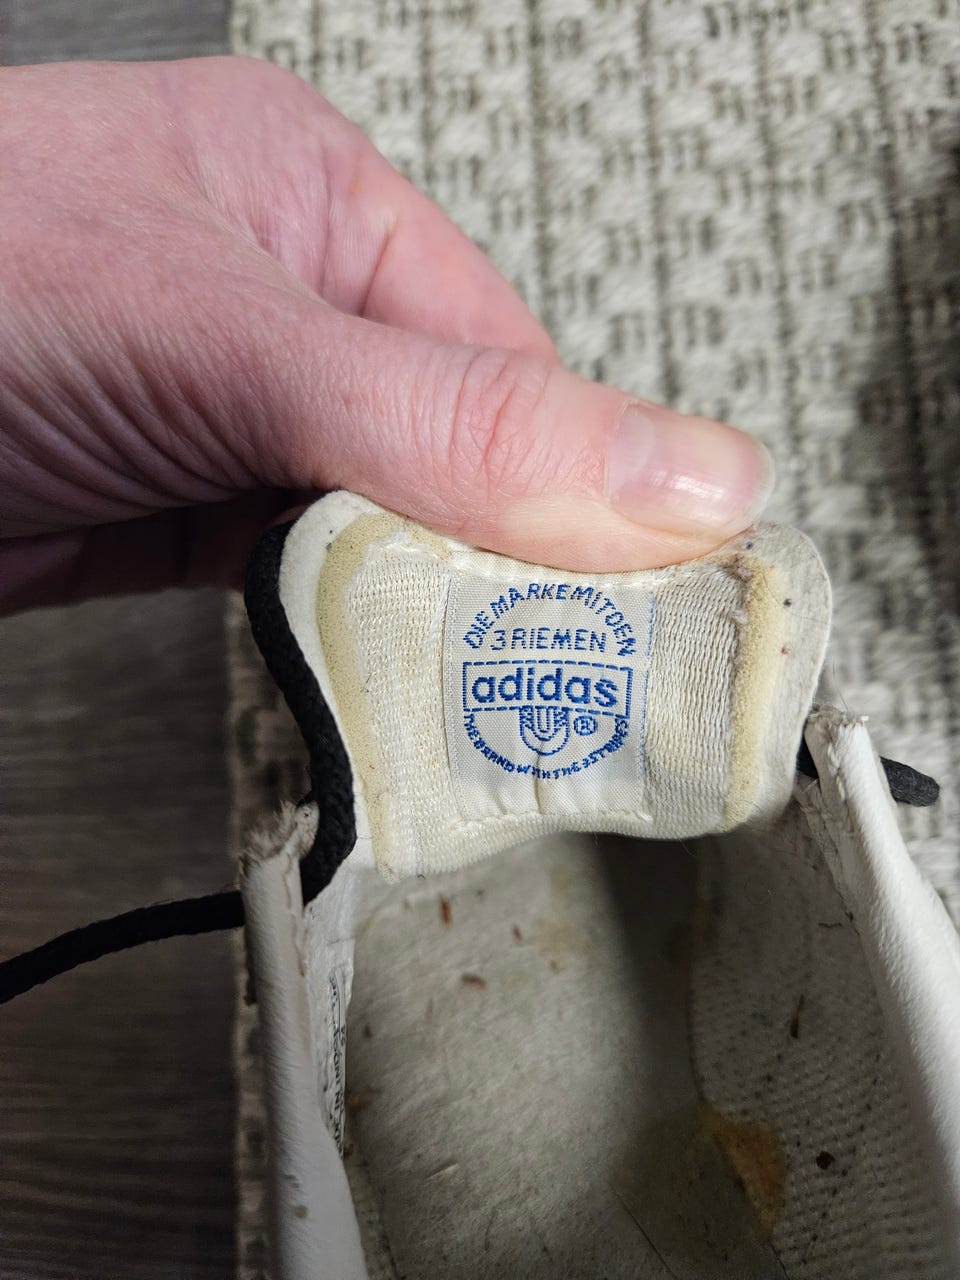 DIE MARKE MIT DEN
3 RIEMEN
adidas
®
THE BRAND WITH THE 3 STRIPES